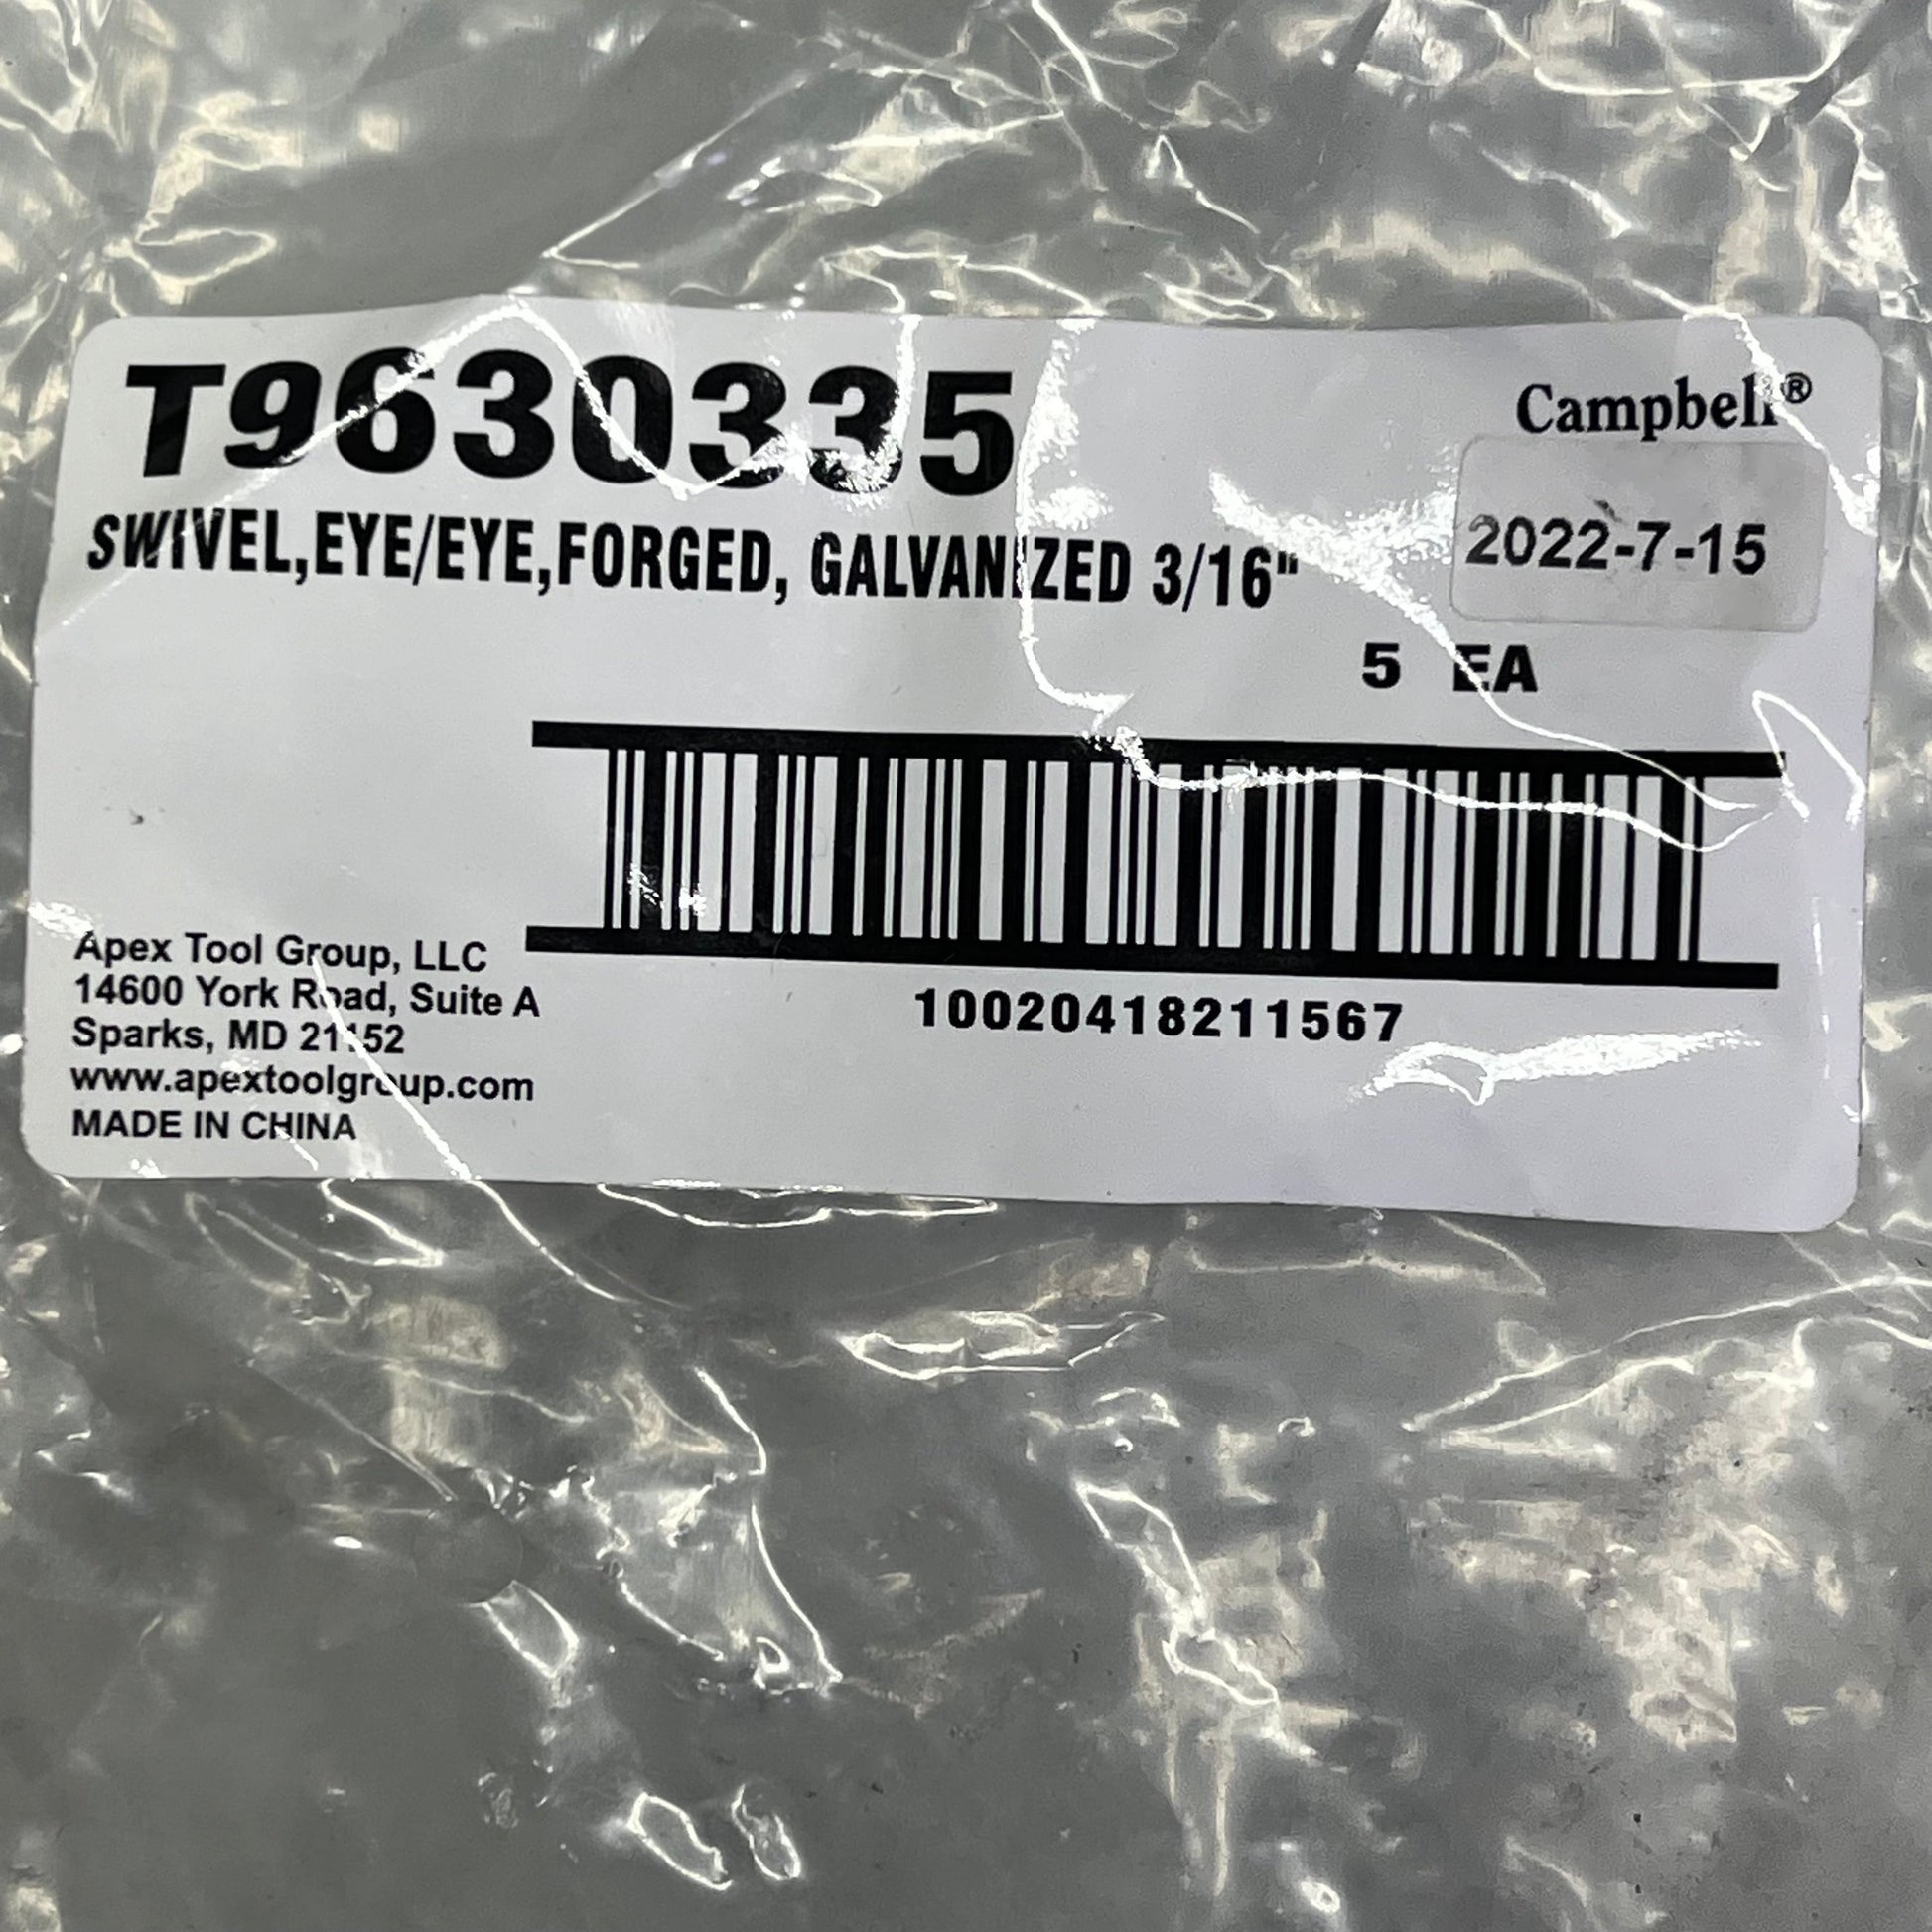 T9630335
Campbell®
SWIVEL,EYE/EYE,FORGED, GALVANIZED 3/16"
2022-7-15
5 EA
10020418211567
Apex Tool Group, LLC
14600 York Road, Suite A
Sparks, MD 21152
www.apextoolgroup.com
MADE IN CHINA